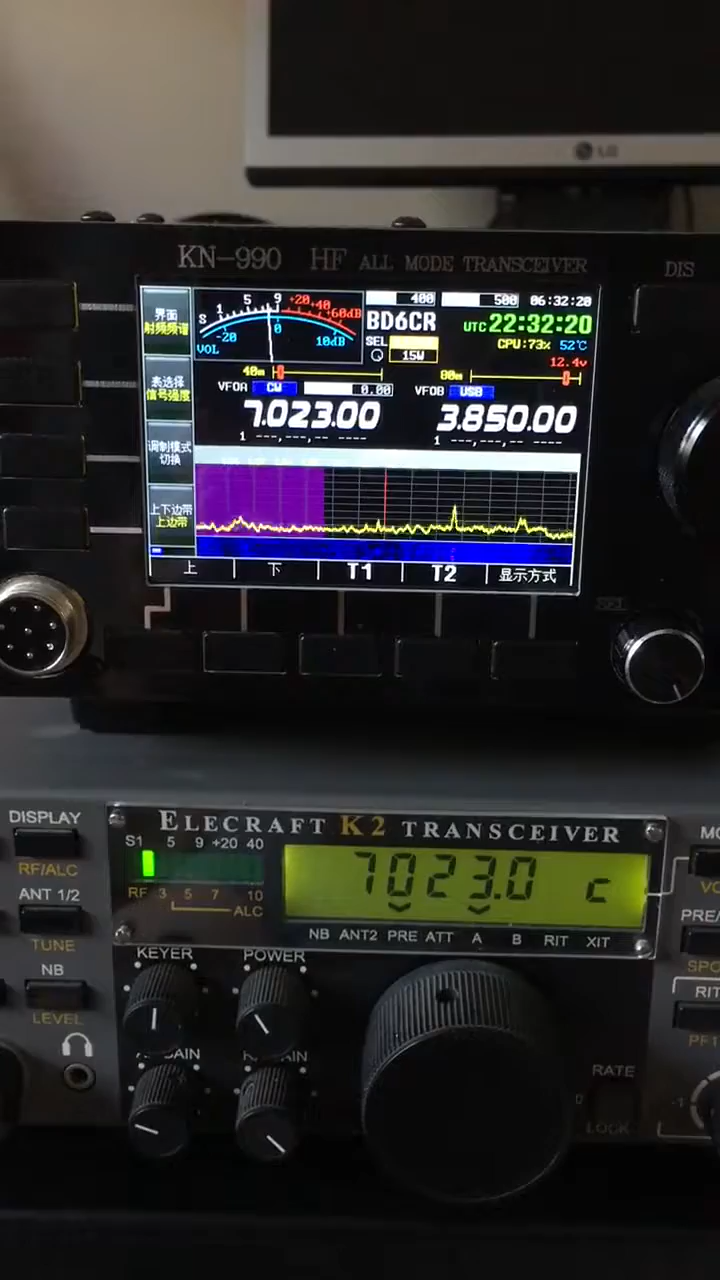 LG
KN-990 HF ALL MODE TRANSCEIVER
DIS
界面
射频频谱
表选择
信号强度
调制模式
切换
上下边带
上边带
S 1 5 9 +20 +40 +60dB
-20 0 10dB
VOL
400 500 06:32:20
BD6CR UTC 22:32:20
SEL
15W
CPU:73% 52℃
12.4v
40m 80m
VFOA CW 0.00 VFOB USB
7.023.00 3.850.00
1 ---,---,-- ---- 1 ---,---,-- ----
上 下 T1 T2 显示方式
SEL
DISPLAY
RF/ALC
ANT 1/2
TUNE
NB
LEVEL
ELECRAFT K2 TRANSCEIVER
S1 5 9 +20 40
RF 3 5 7 10
ALC
7023.0 c
NB ANT2 PRE ATT A B RIT XIT
KEYER POWER
RATE
LOCK
PRE/
SPO
RIT
PF1
-1
0